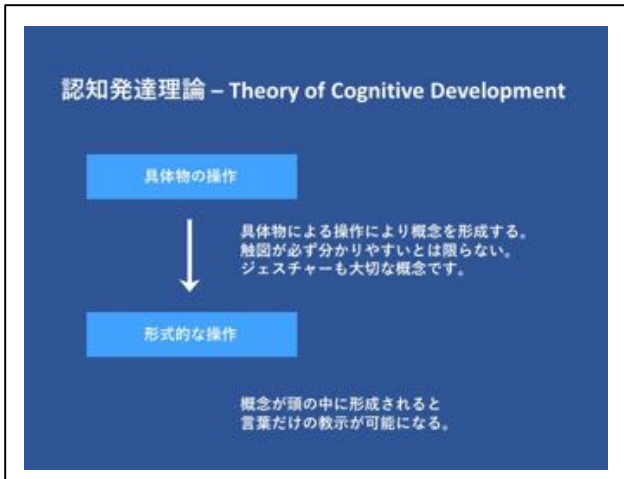 認知発達理論 – Theory of Cognitive Development
具体物の操作
具体物による操作により概念を形成する。
触図が必ず分かりやすいとは限らない。
ジェスチャーも大切な概念です。
形式的な操作
概念が頭の中に形成されると
言葉だけの教示が可能になる。